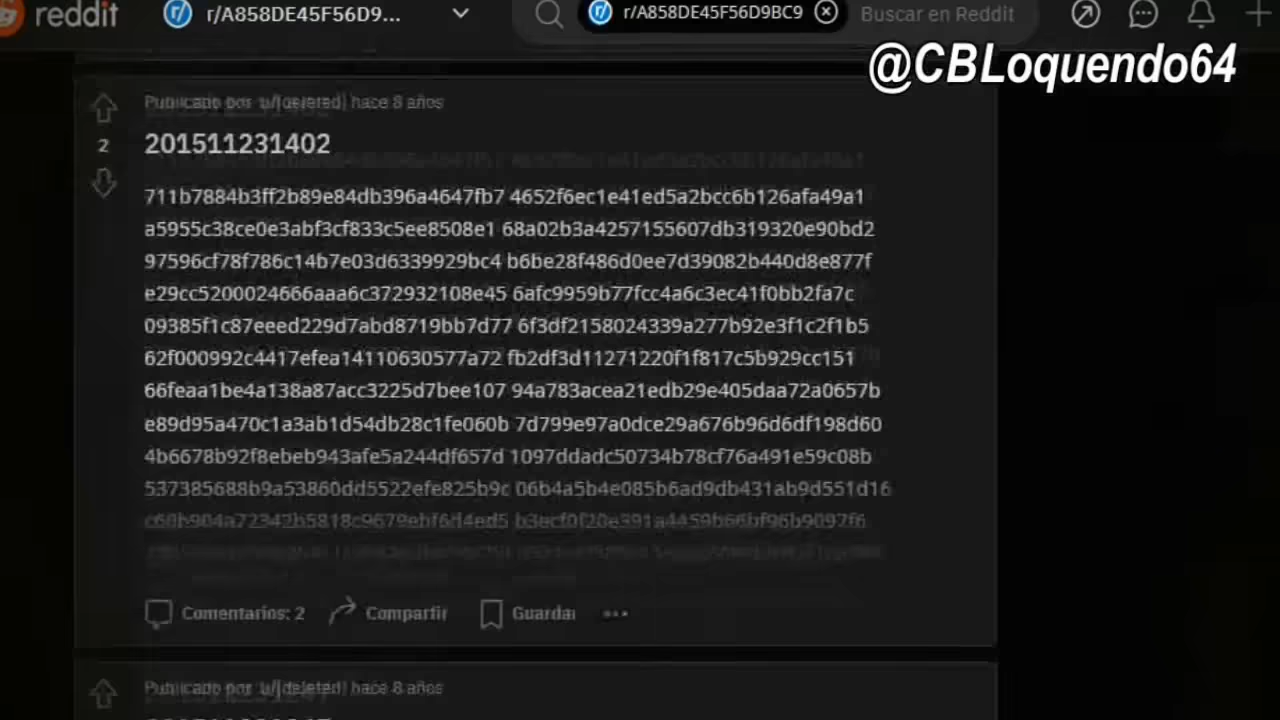 reddit
r/A858DE45F56D9...
r/A858DE45F56D9BC9
Buscar en Reddit
@CBLoquendo64
Publicado por u/[deleted] hace 8 años
2
201511231402
711b7884b3ff2b89e84db396a4647fb7 4652f6ec1e41ed5a2bcc6b126afa49a1
a5955c38ce0e3abf3cf833c5ee8508e1 68a02b3a4257155607db319320e90bd2
97596cf78f786c14b7e03d6339929bc4 b6be28f486d0ee7d39082b440d8e877f
e29cc5200024666aaa6c372932108e45 6afc9959b77fcc4a6c3ec41f0bb2fa7c
09385f1c87eeed229d7abd8719bb7d77 6f3df2158024339a277b92e3f1c2f1b5
62f000992c4417efea14110630577a72 fb2df3d11271220f1f817c5b929cc151
66feaa1be4a138a87acc3225d7bee107 94a783acea21edb29e405daa72a0657b
e89d95a470c1a3ab1d54db28c1fe060b 7d799e97a0dce29a676b96d6df198d60
4b6678b92f8ebeb943afe5a244df657d 1097ddadc50734b78cf76a491e59c08b
537385688b9a53860dd5522efe825b9c 06b4a5b4e085b6ad9db431ab9d551d16
c60b904a72342b5818c9679ebf6d4ed5 b3ecf0f20e391a4459b66bf96b9097f6
Comentarios: 2
Compartir
Guardar
Publicado por u/[deleted] hace 8 años